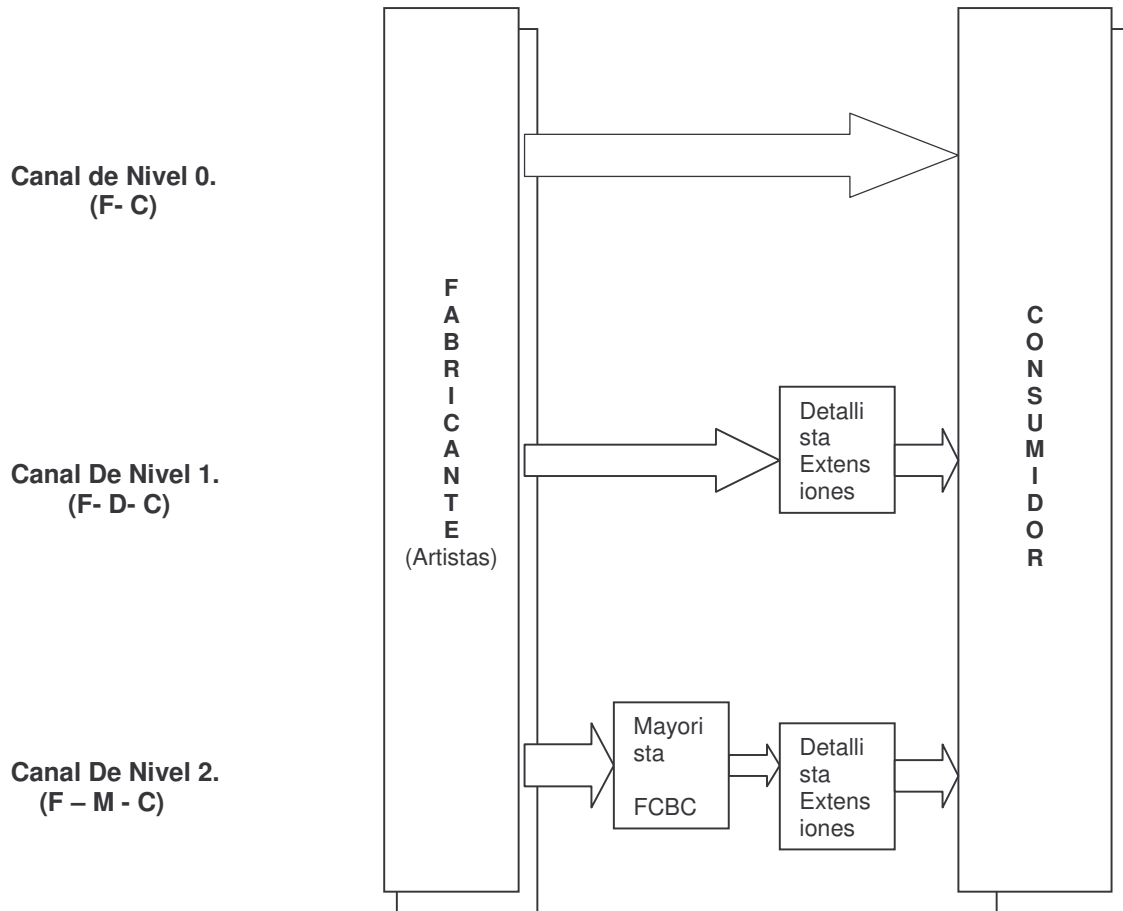 Canal de Nivel 0.
(F- C)
F
A
B
R
I
C
A
N
T
E
(Artistas)
C
O
N
S
U
M
I
D
O
R
Canal De Nivel 1.
(F- D- C)
Detalli
sta
Extens
iones
Canal De Nivel 2.
(F – M - C)
Mayori
sta
FCBC
Detalli
sta
Extens
iones